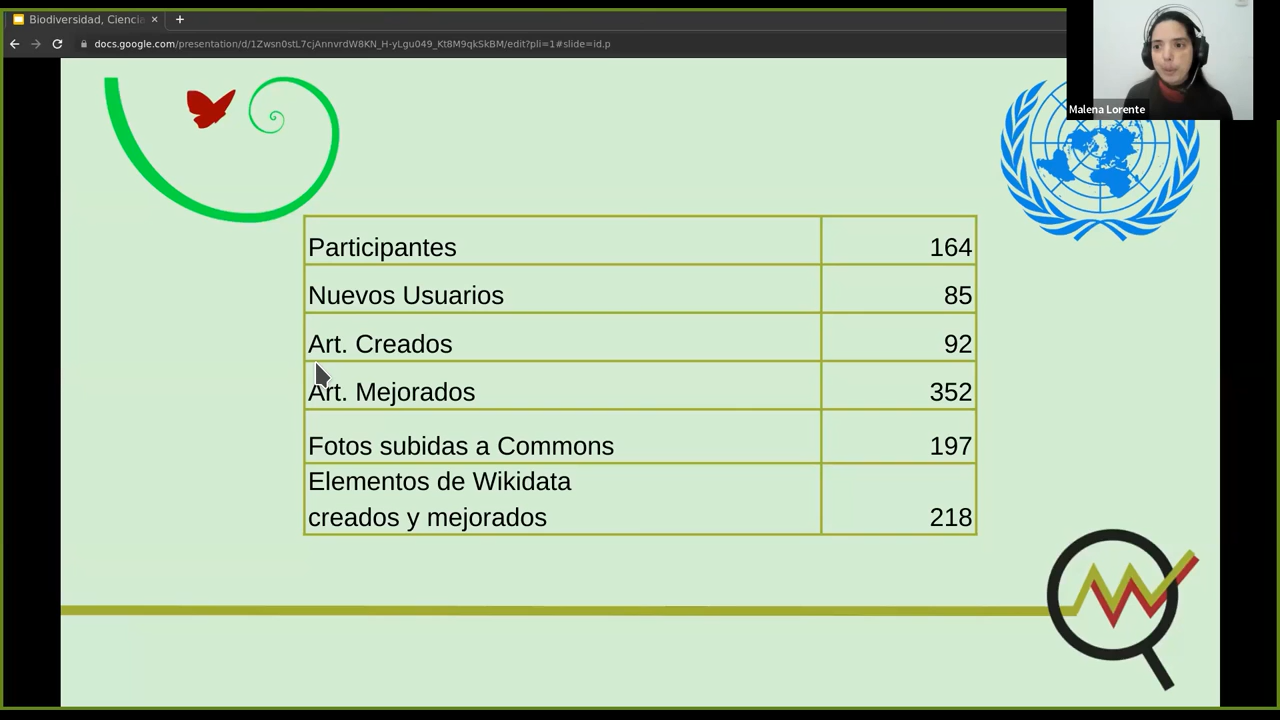 Biodiversidad, Ciencia
docs.google.com/presentation/d/1Zwsn0stL7cjAnnvrdW8KN_H-yLgu049_Kt8M9qkSkBM/edit?pli=1#slide=id.p
Malena Lorente
Participantes 164
Nuevos Usuarios 85
Art. Creados 92
Art. Mejorados 352
Fotos subidas a Commons 197
Elementos de Wikidata
creados y mejorados 218